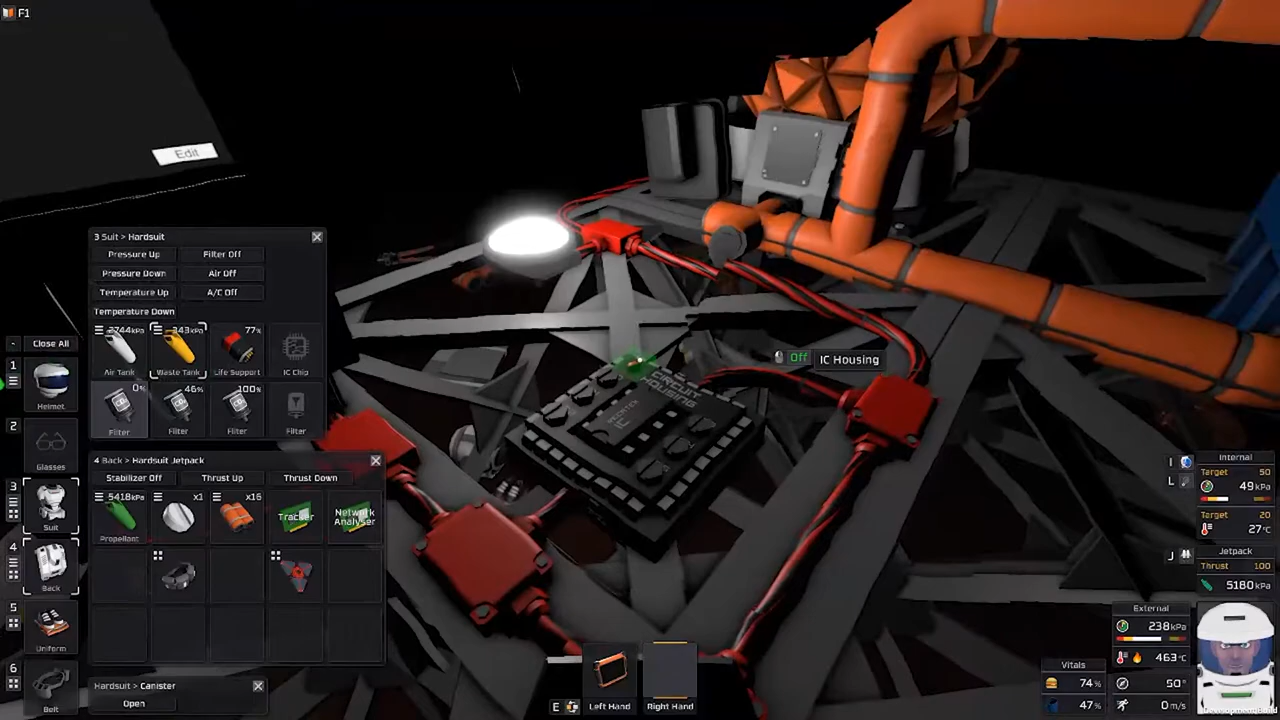 F1
Edit
3 Suit > Hardsuit
Pressure Up
Filter Off
Pressure Down
Air Off
Temperature Up
A/C Off
Temperature Down
77%
Air Tank
Waste Tank
Life Support
IC Chip
0%
46%
100%
Filter
Filter
Filter
Filter
4 Back > Hardsuit Jetpack
Stabilizer Off
Thrust Up
Thrust Down
5418kPa
x1
x16
Tracker
Network
Analyser
Propellant
Hardsuit > Canister
Open
-
Close All
1
Helmet
2
Glasses
3
Suit
4
Back
5
Uniform
6
Belt
Off
IC Housing
CIRCUIT
HOUSING
IC
E
Left Hand
Right Hand
Internal
I
Target 50
L
49kPa
Target 20
27°C
Jetpack
J
Thrust 100
5180kPa
External
238kPa
463°C
Vitals
74%
50°
47%
0m/s